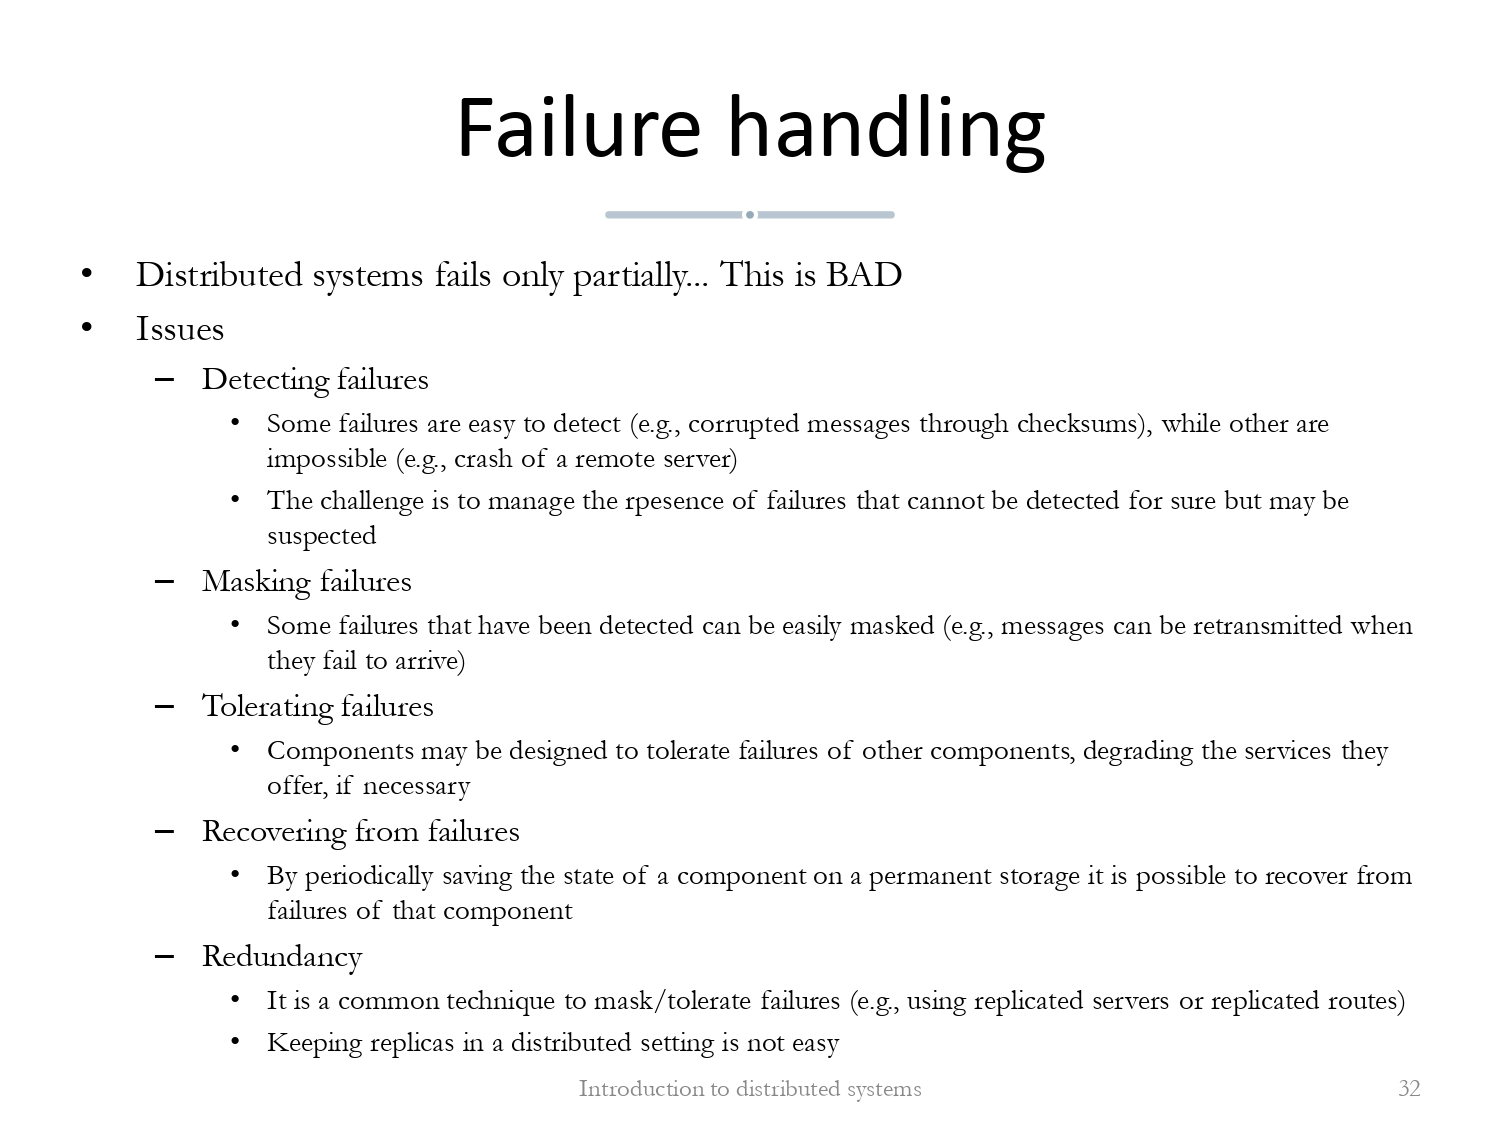 Failure handling
• Distributed systems fails only partially... This is BAD
• Issues
– Detecting failures
• Some failures are easy to detect (e.g., corrupted messages through checksums), while other are
impossible (e.g., crash of a remote server)
• The challenge is to manage the rpesence of failures that cannot be detected for sure but may be
suspected
– Masking failures
• Some failures that have been detected can be easily masked (e.g., messages can be retransmitted when
they fail to arrive)
– Tolerating failures
• Components may be designed to tolerate failures of other components, degrading the services they
offer, if necessary
– Recovering from failures
• By periodically saving the state of a component on a permanent storage it is possible to recover from
failures of that component
– Redundancy
• It is a common technique to mask/tolerate failures (e.g., using replicated servers or replicated routes)
• Keeping replicas in a distributed setting is not easy
Introduction to distributed systems
32